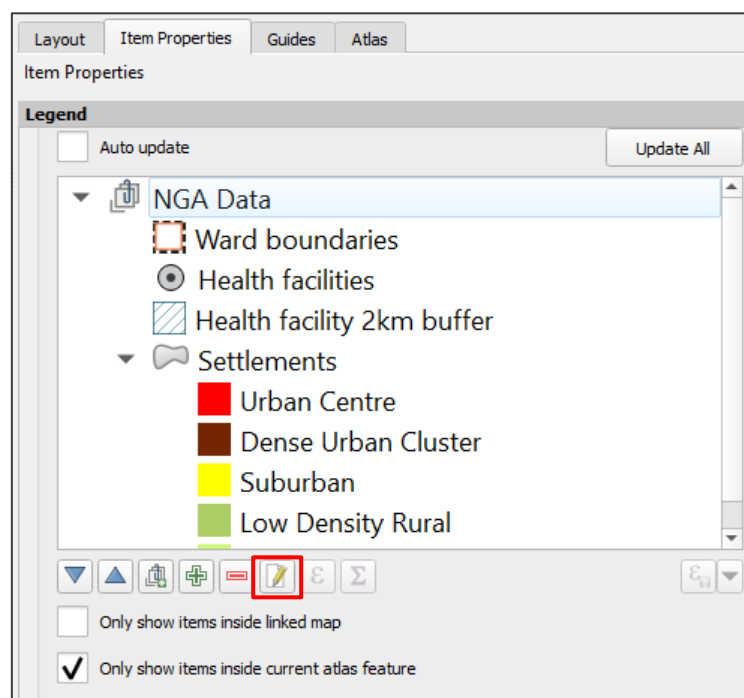 Layout Item Properties Guides Atlas
Item Properties
Legend
Auto update Update All
NGA Data
Ward boundaries
Health facilities
Health facility 2km buffer
Settlements
Urban Centre
Dense Urban Cluster
Suburban
Low Density Rural
ε Σ ε
Only show items inside linked map
Only show items inside current atlas feature